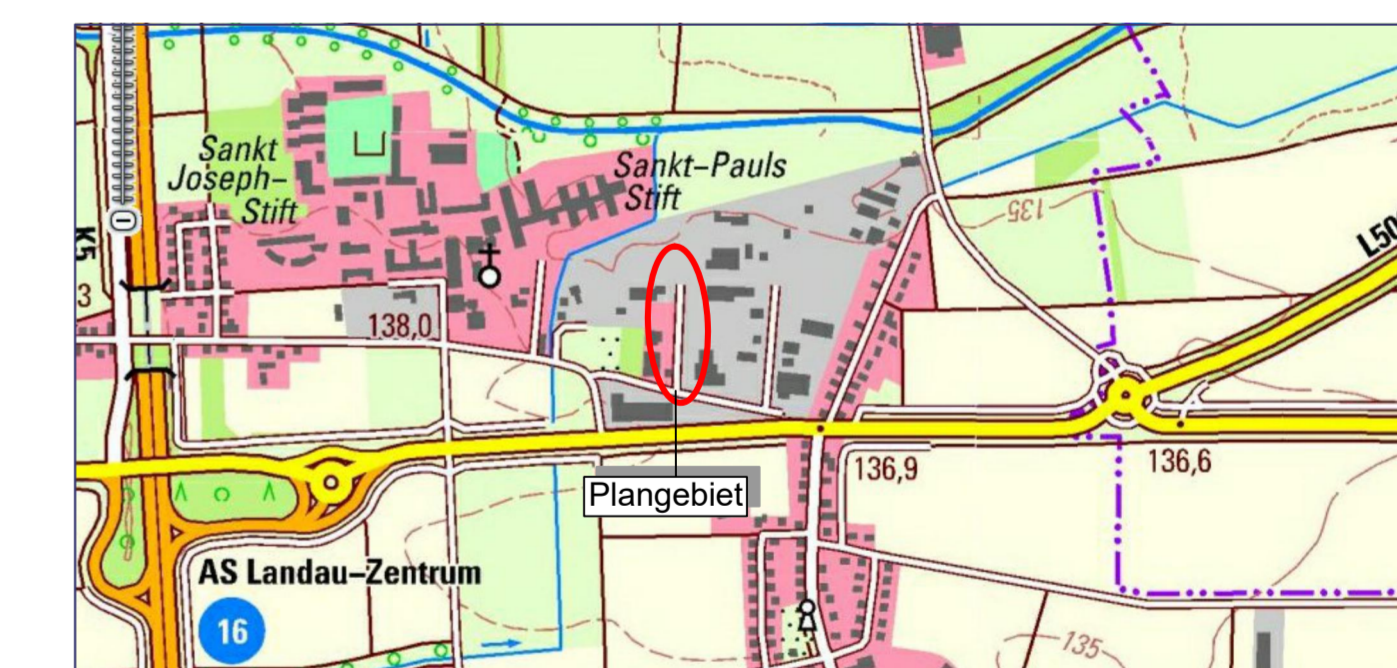 Sankt
Joseph-
Stift
Sankt-Pauls
Stift
K5
3
138,0
135
L50
Plangebiet
136,9
136,6
AS Landau-Zentrum
16
135